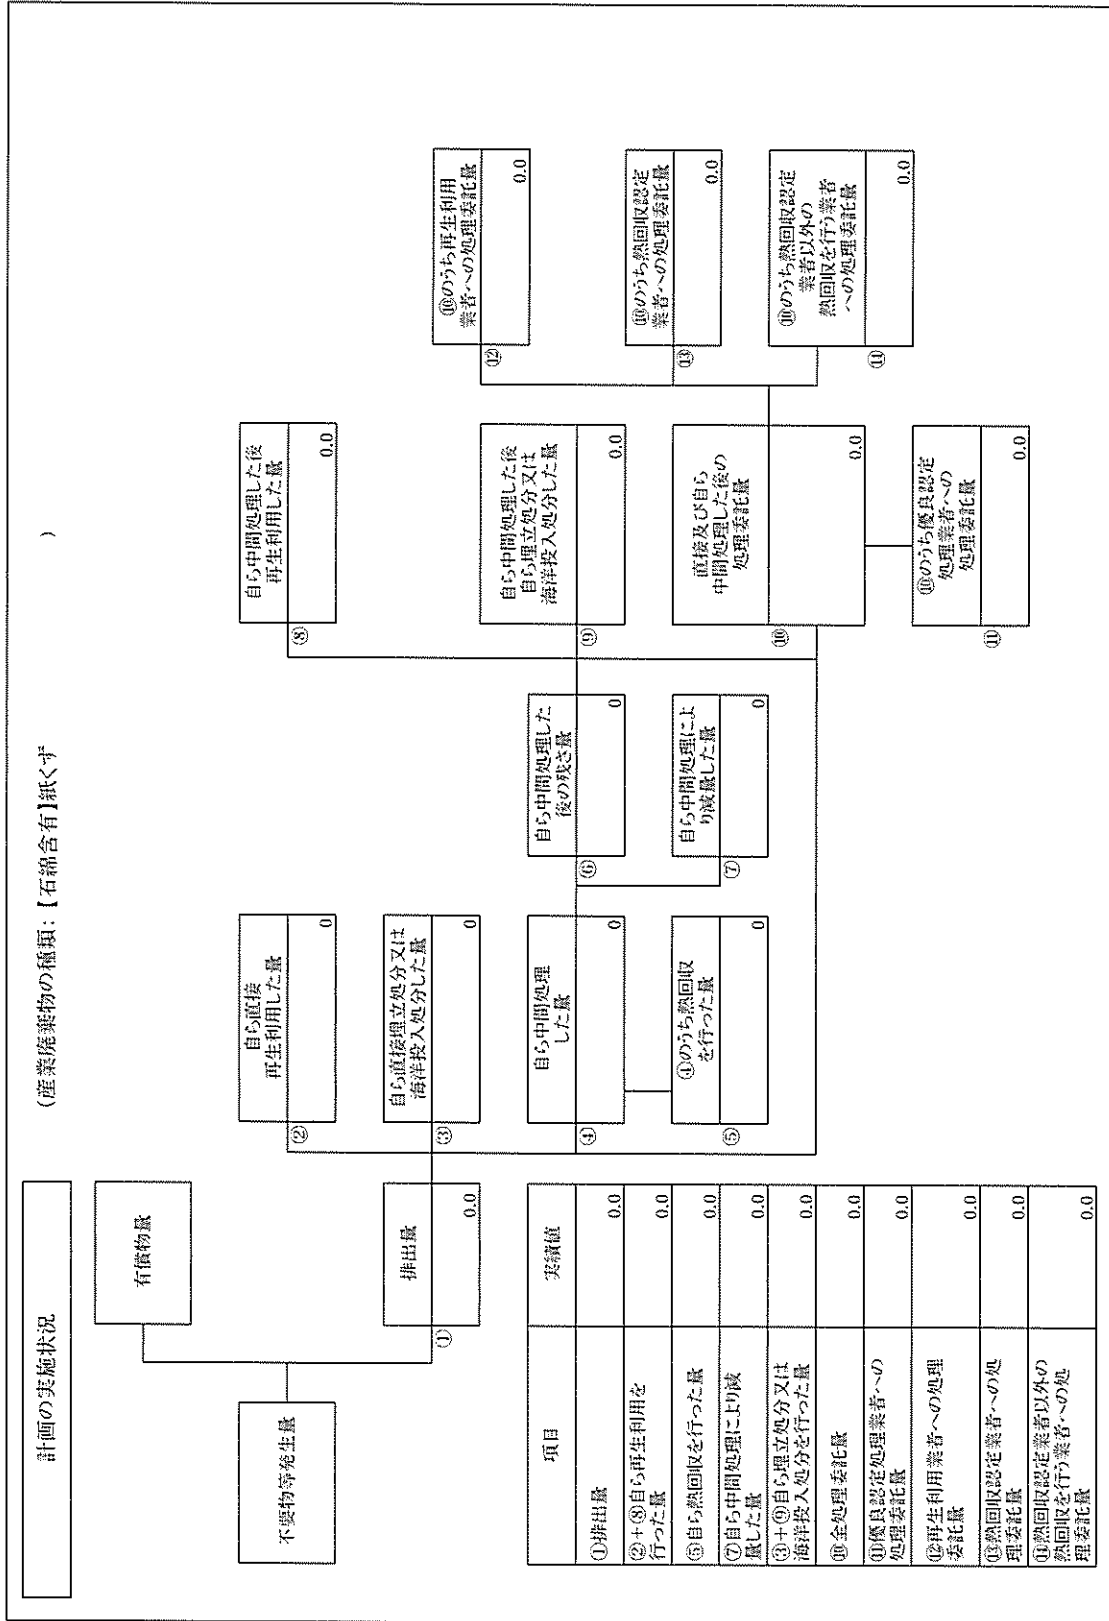 計画の実施状況
(産業廃棄物の種類:【石綿含有】紙くず )
不要物等発生量
有償物量
排出量
①
0.0
自ら直接
再生利用した量
②
0
自ら直接埋立処分又は
海洋投入処分した量
③
0
自ら中間処理
した量
④
0
④のうち熱回収
を行った量
⑤
0
自ら中間処理した
後の残さ量
⑥
0
自ら中間処理によ
り減量した量
⑦
0
自ら中間処理した後
再生利用した量
⑧
0.0
自ら中間処理した後
自ら埋立処分又は
海洋投入処分した量
⑨
0.0
直接及び自ら
中間処理した後の
処理委託量
⑩
0.0
⑩のうち優良認定
処理業者への
処理委託量
⑪
0.0
⑩のうち再生利用
業者への処理委託量
⑫
0.0
⑩のうち熱回収認定
業者への処理委託量
⑬
0.0
⑩のうち熱回収認定
業者以外の
熱回収を行う業者
への処理委託量
⑭
0.0
項目 実績値
①排出量 0.0
②+⑧自ら再生利用を
行った量 0.0
⑤自ら熱回収を行った量 0.0
⑦自ら中間処理により減
量した量 0.0
③+⑨自ら埋立処分又は
海洋投入処分を行った量 0.0
⑩全処理委託量 0.0
⑪優良認定処理業者への
処理委託量 0.0
⑫再生利用業者への処理
委託量 0.0
⑬熱回収認定業者への処
理委託量 0.0
⑭熱回収認定業者以外の
熱回収を行う業者への処
理委託量 0.0